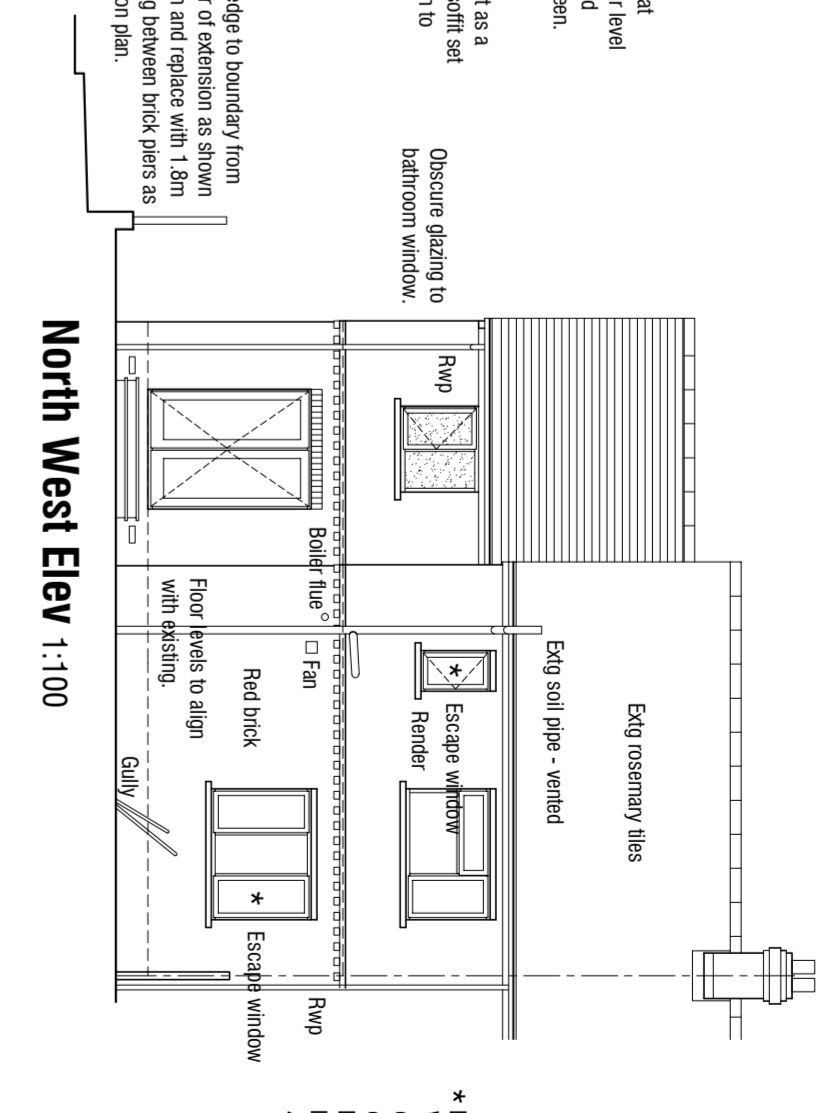 at
r level
d
een.
t as a
soffit set
n to
edge to boundary from
r of extension as shown
n and replace with 1.8m
g between brick piers as
on plan.
Obscure glazing to
bathroom window.
Rwp
Extg rosemary tiles
Extg soil pipe - vented
*
Escape window
Render
Boiler flue
Fan
Red brick
Floor levels to align
with existing.
Gully
*
Escape window
Rwp
*
North West Elev 1:100